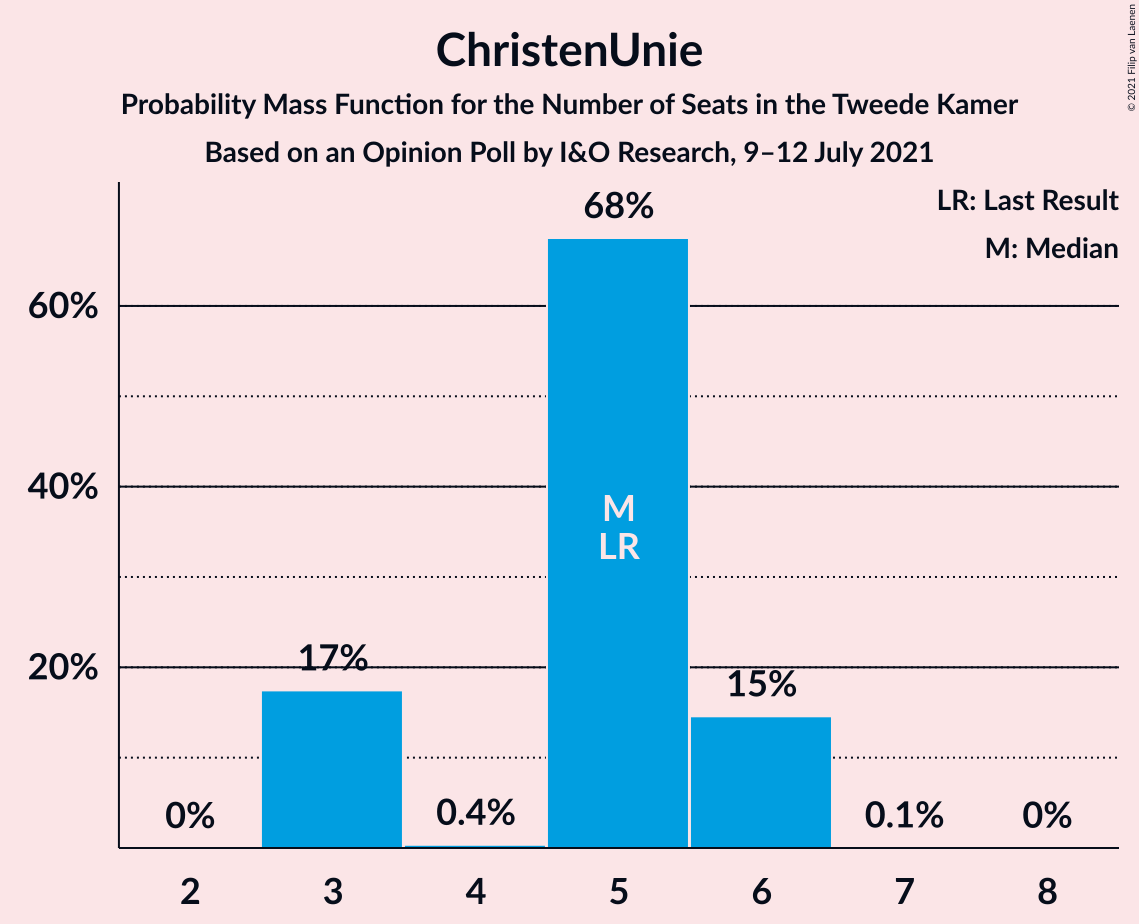 ChristenUnie
Probability Mass Function for the Number of Seats in the Tweede Kamer
Based on an Opinion Poll by I&O Research, 9–12 July 2021
© 2021 Filip van Laenen
LR: Last Result
M: Median
68%
60%
40%
M
LR
20%
17%
15%
0%
0.4%
0.1%
0%
2 3 4 5 6 7 8